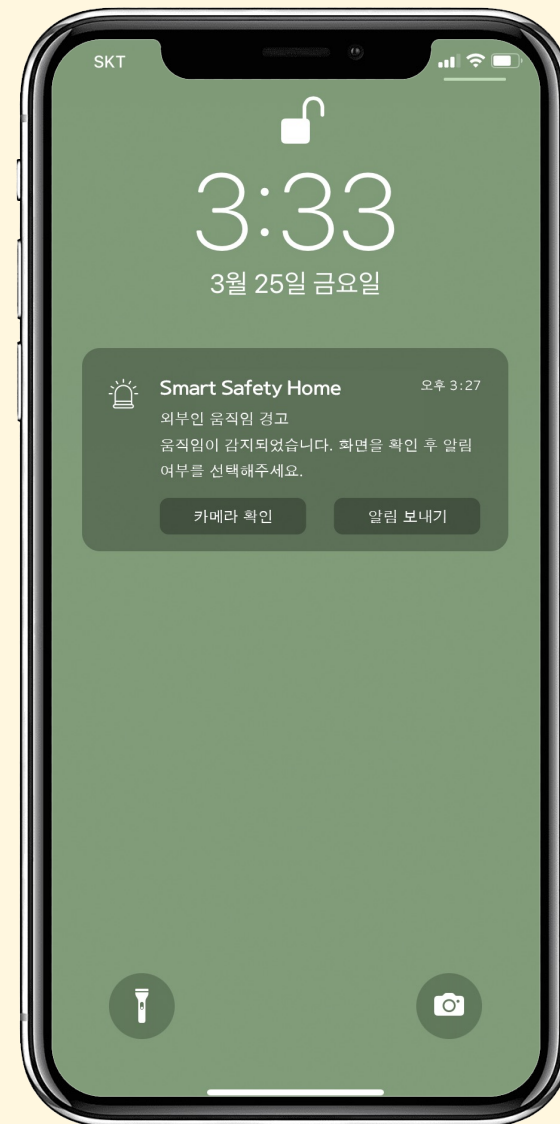 SKT
3:33
3월 25일 금요일
Smart Safety Home 오후 3:27
외부인 움직임 경고
움직임이 감지되었습니다. 화면을 확인 후 알림
여부를 선택해주세요.
카메라 확인 알림 보내기